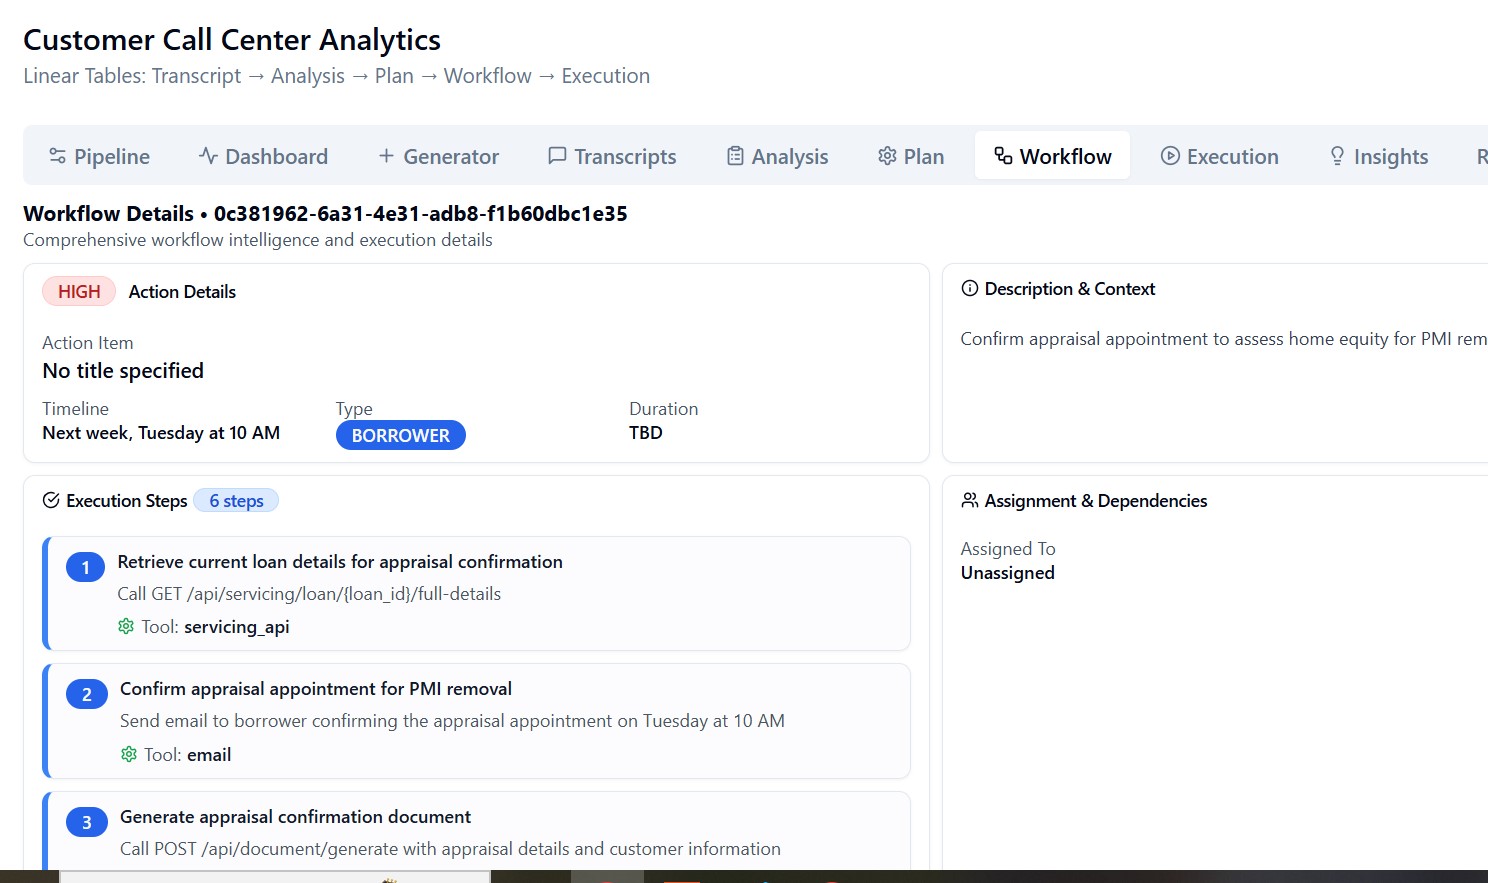 Customer Call Center Analytics
Linear Tables: Transcript → Analysis → Plan → Workflow → Execution
Pipeline Dashboard Generator Transcripts Analysis Plan Workflow Execution Insights R
Workflow Details • 0c381962-6a31-4e31-adb8-f1b60dbc1e35
Comprehensive workflow intelligence and execution details
HIGH Action Details
Action Item
No title specified
Timeline Type Duration
Next week, Tuesday at 10 AM BORROWER TBD
Description & Context
Confirm appraisal appointment to assess home equity for PMI rem
Execution Steps 6 steps
1 Retrieve current loan details for appraisal confirmation
Call GET /api/servicing/loan/{loan_id}/full-details
Tool: servicing_api
2 Confirm appraisal appointment for PMI removal
Send email to borrower confirming the appraisal appointment on Tuesday at 10 AM
Tool: email
3 Generate appraisal confirmation document
Call POST /api/document/generate with appraisal details and customer information
Assignment & Dependencies
Assigned To
Unassigned